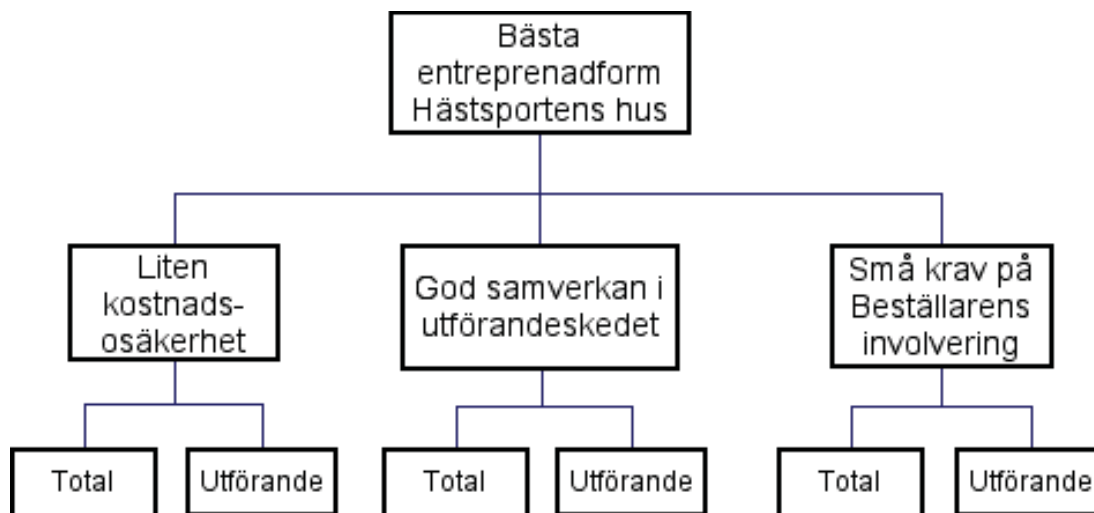 Bästa
entreprenadform
Hästsportens hus
Liten
kostnads-
osäkerhet
God samverkan i
utförandeskedet
Små krav på
Beställarens
involvering
Total
Utförande
Total
Utförande
Total
Utförande